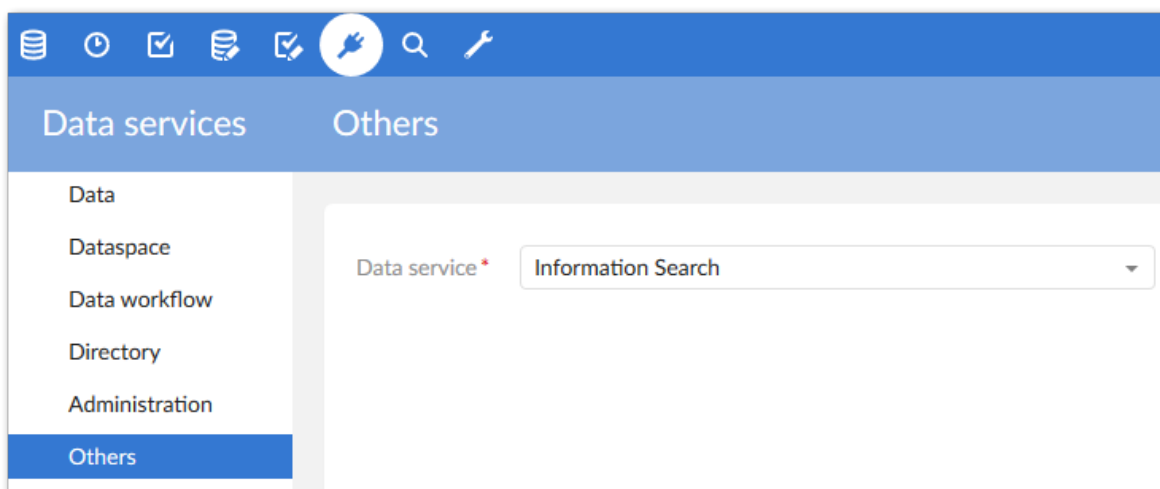 Data services
Others
Data
Dataspace
Data workflow
Directory
Administration
Others
Data service*
Information Search